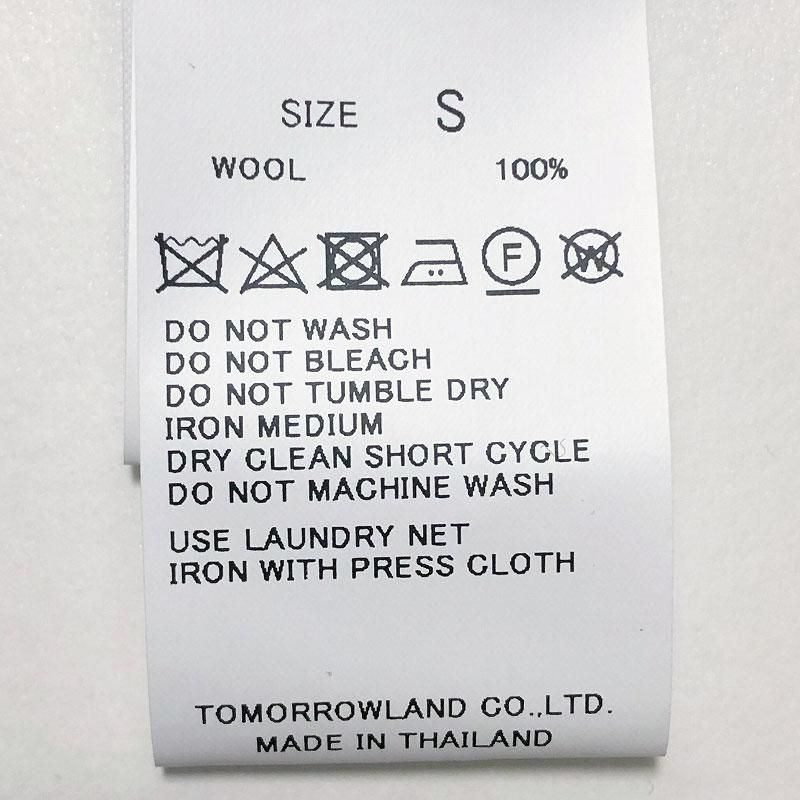 SIZE S
WOOL 100%
F W
DO NOT WASH
DO NOT BLEACH
DO NOT TUMBLE DRY
IRON MEDIUM
DRY CLEAN SHORT CYCLE
DO NOT MACHINE WASH
USE LAUNDRY NET
IRON WITH PRESS CLOTH
TOMORROWLAND CO.,LTD.
MADE IN THAILAND